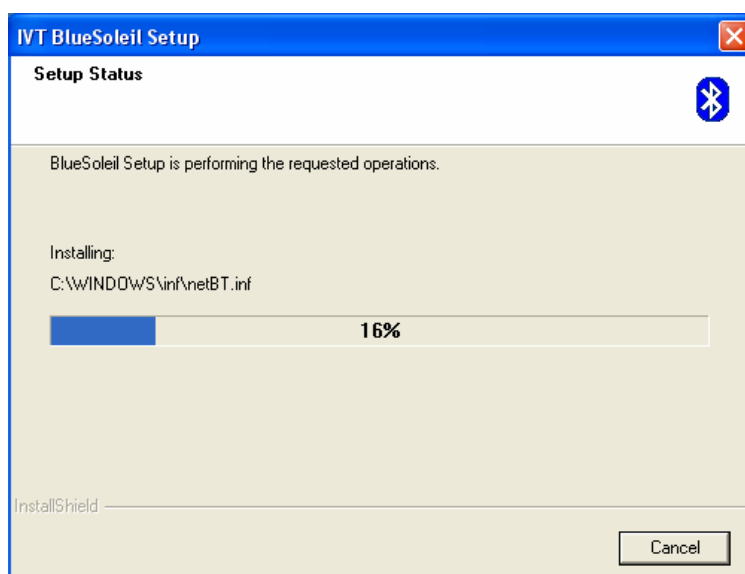 IVT BlueSoleil Setup
Setup Status
BlueSoleil Setup is performing the requested operations.
Installing:
C:\WINDOWS\inf\netBT.inf
16%
InstallShield
Cancel